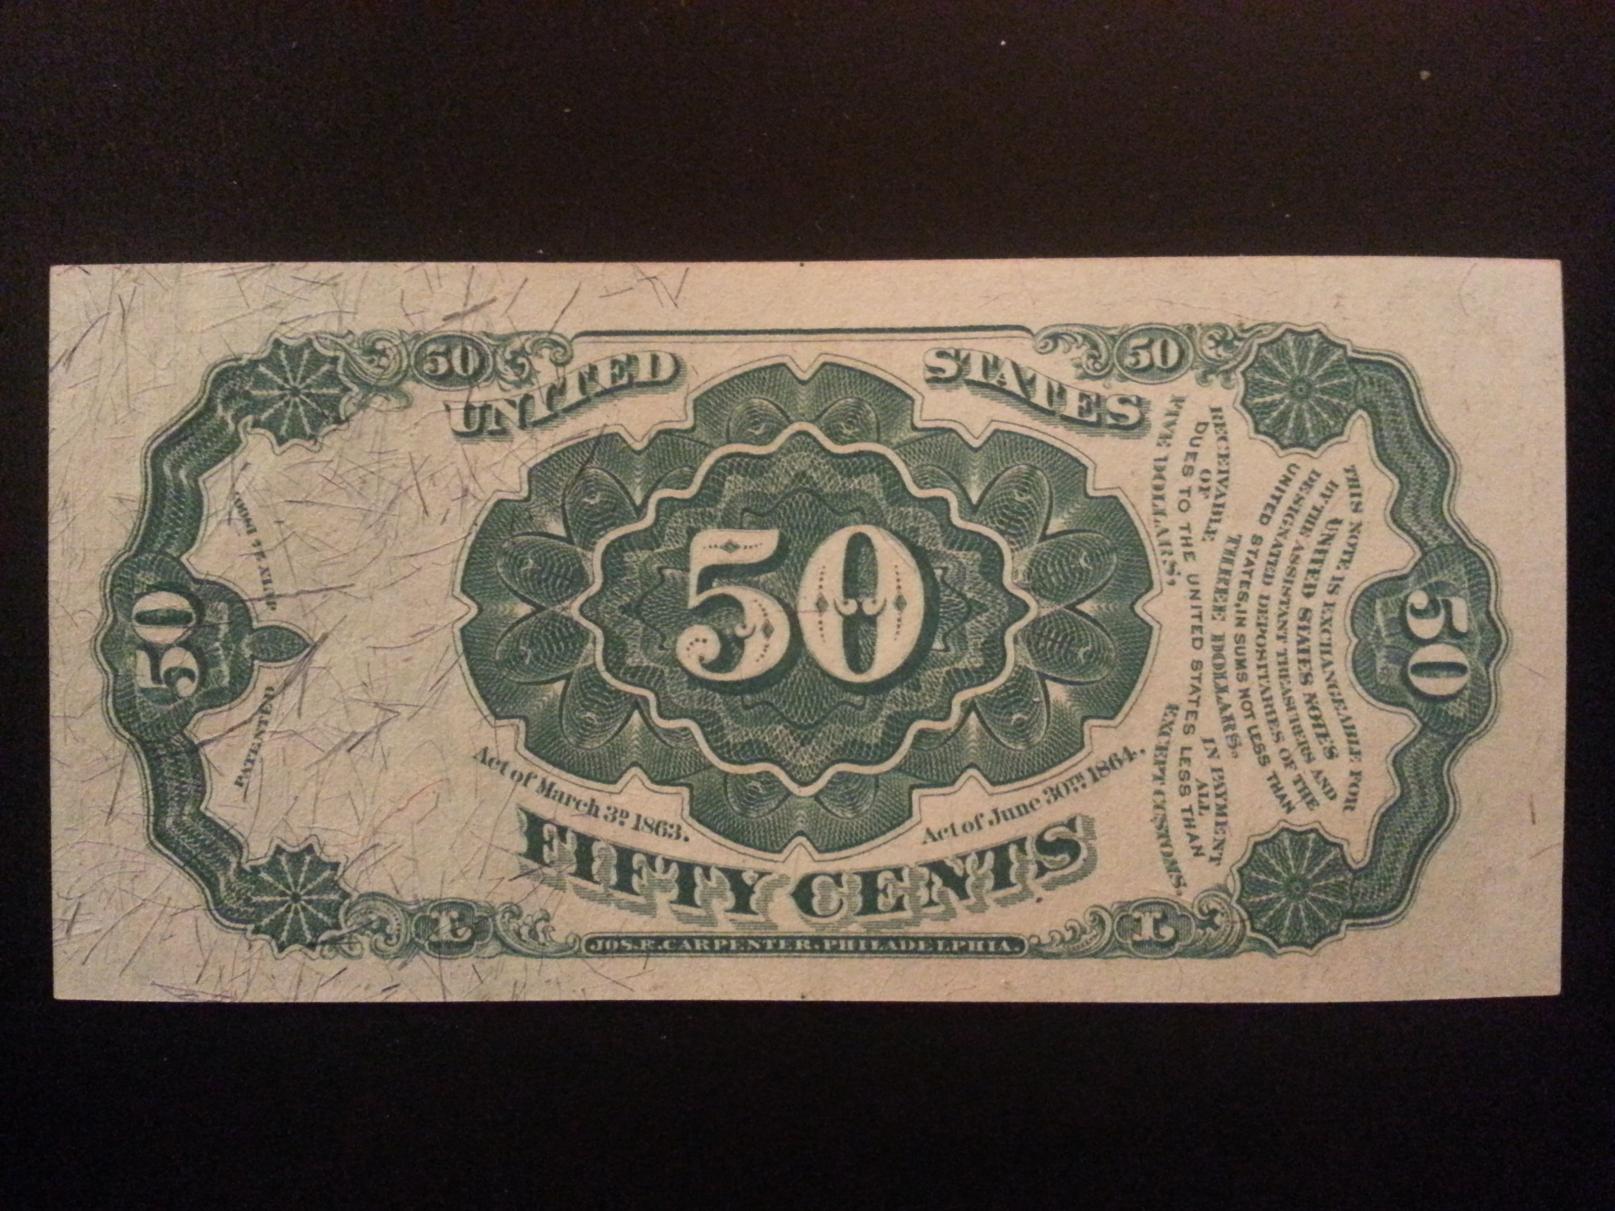 50
50
UNITED STATES
50
50
50
PATENTED
THIS NOTE IS EXCHANGEABLE FOR
UNITED STATES NOTES
BY THE ASSISTANT TREASURERS AND
DESIGNATED DEPOSITARIES OF THE
UNITED STATES, IN SUMS NOT LESS THAN
THREE DOLLARS.
RECEIVABLE IN PAYMENT
OF ALL
DUES TO THE UNITED STATES LESS THAN
FIVE DOLLARS, EXCEPT CUSTOMS.
Act of March 3D 1863.
Act of June 30TH 1864.
FIFTY CENTS
L
L
JOS.R.CARPENTER.PHILADELPHIA.